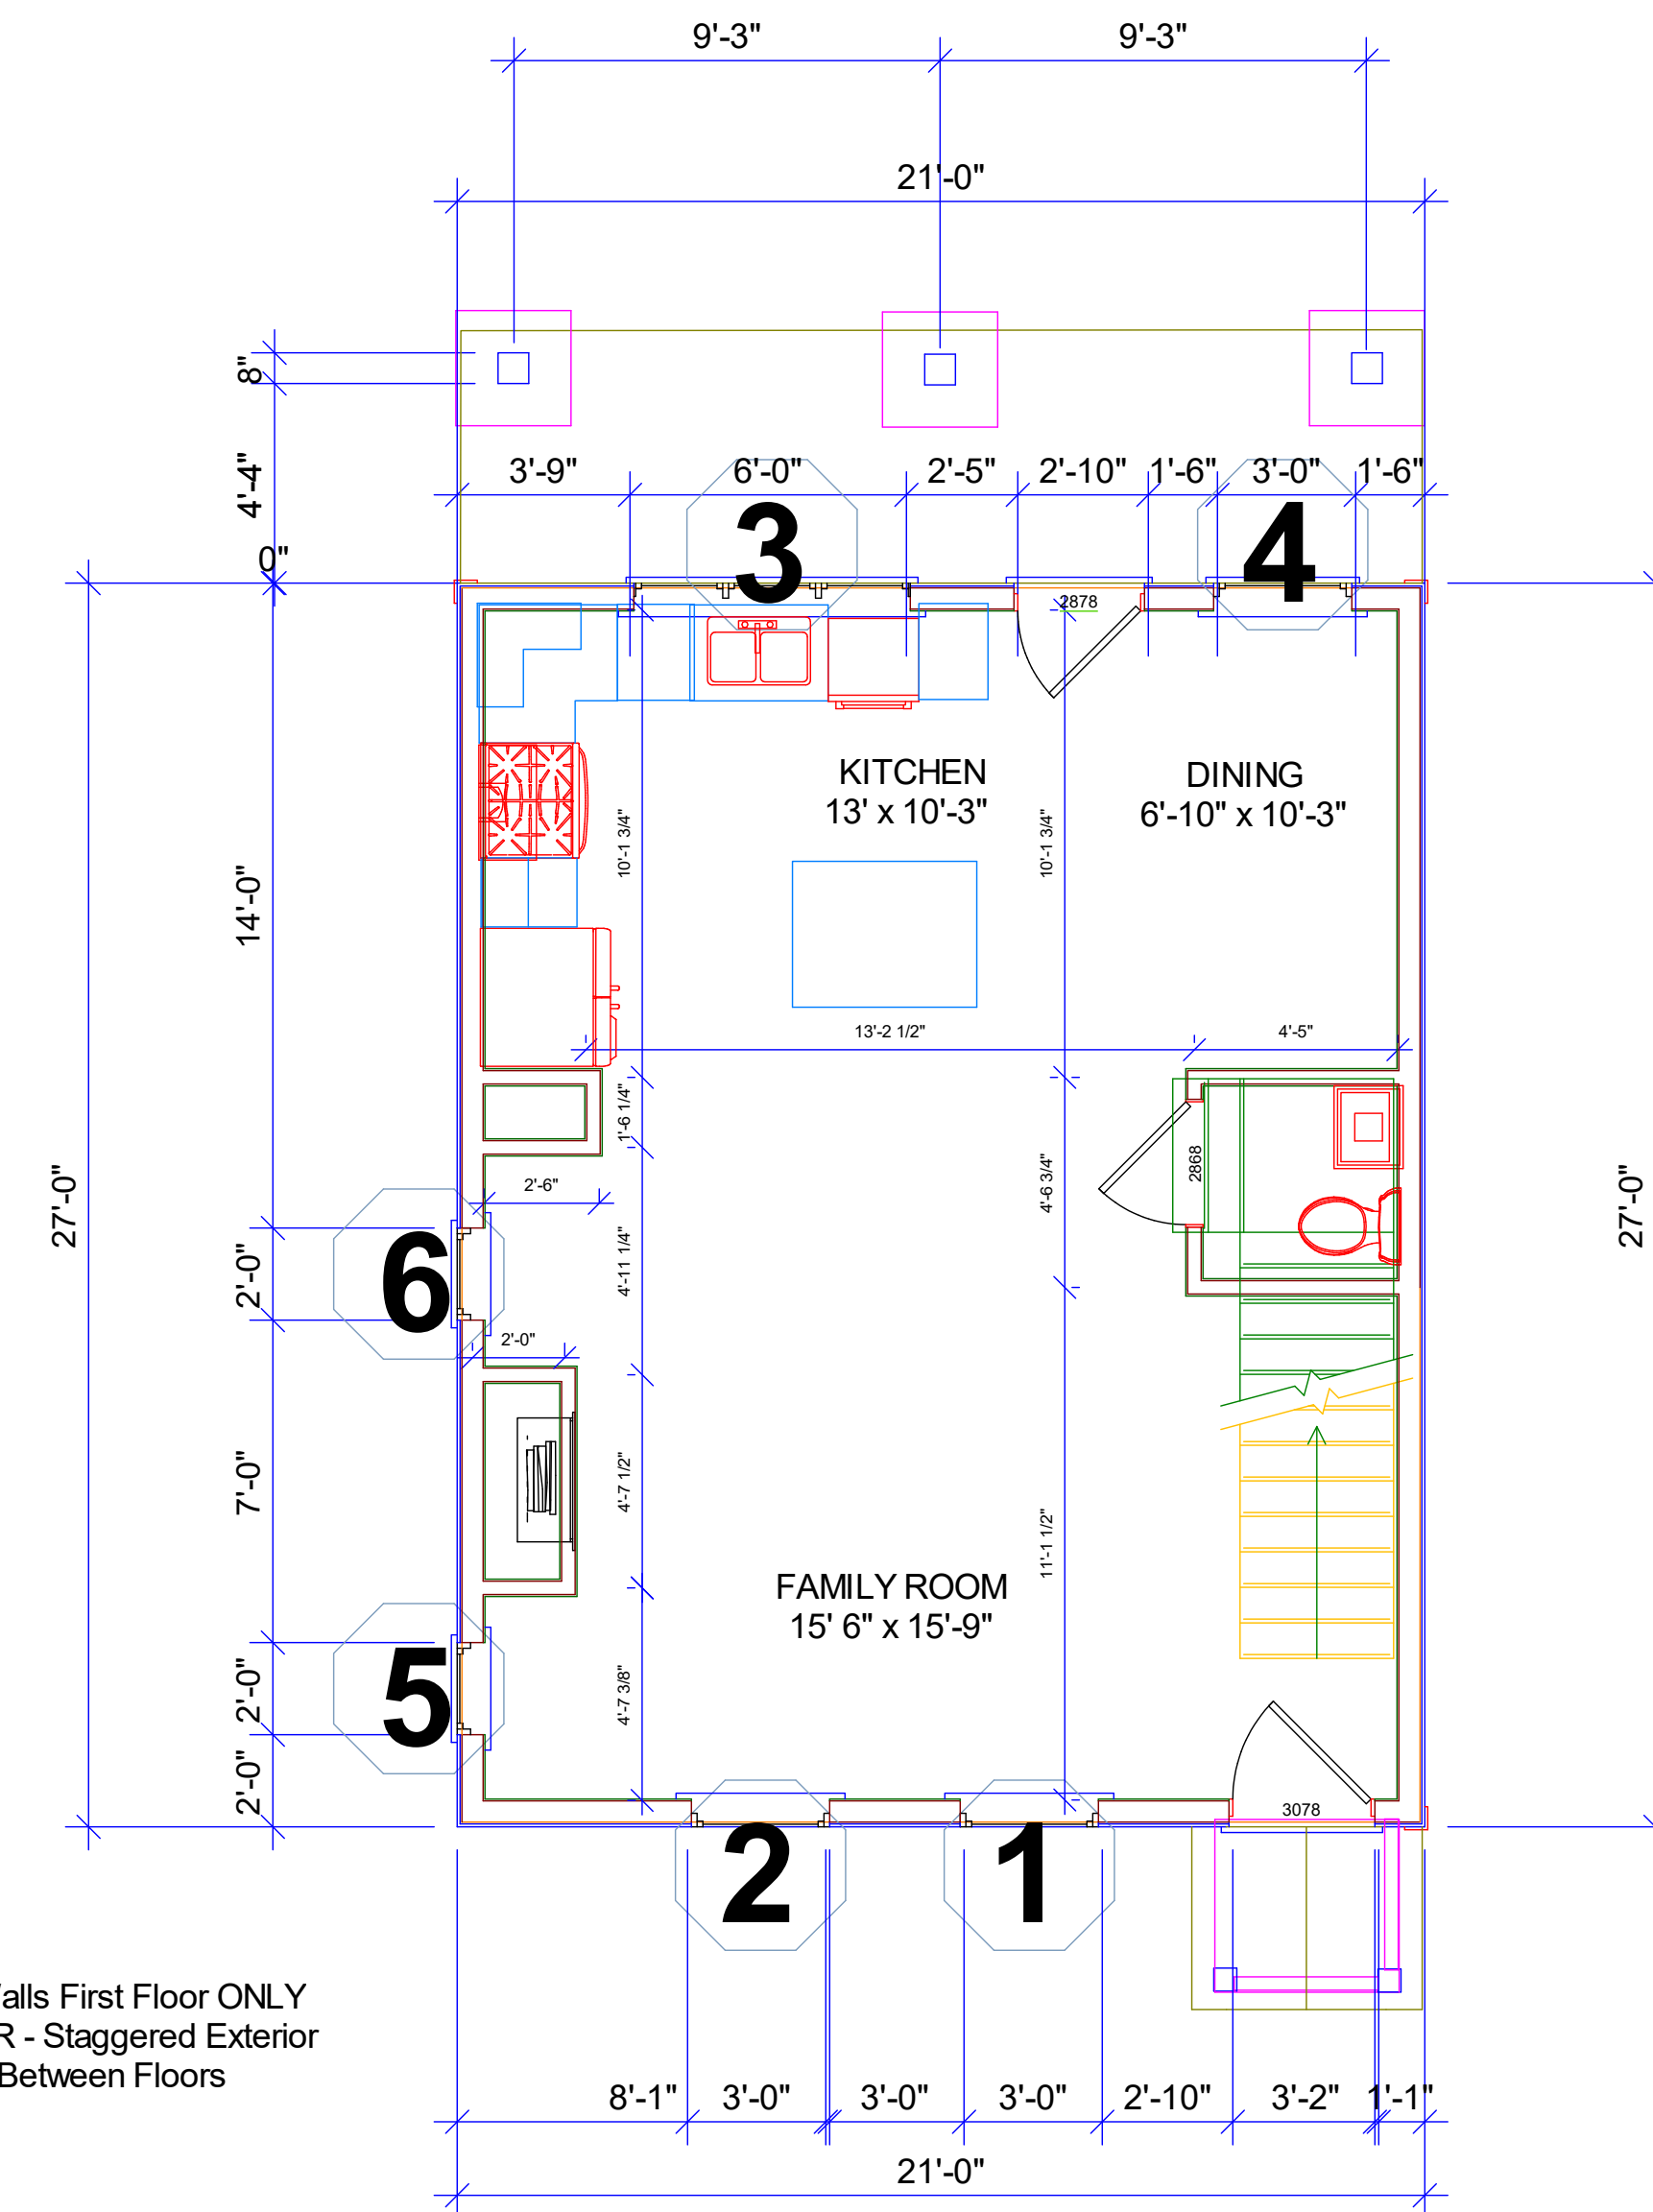 9'-3" 9'-3"
21'-0"
8"
4'-4"
0"
3'-9" 6'-0" 2'-5" 2'-10" 1'-6" 3'-0" 1'-6"
3 4
2878
KITCHEN
13' x 10'-3"
DINING
6'-10" x 10'-3"
10'-1 3/4" 10'-1 3/4"
14'-0"
13'-2 1/2" 4'-5"
1'-6 1/4"
2'-6"
4'-6 3/4"
2868
27'-0"
27'-0"
6
2'-0"
4'-11 1/4"
2'-0"
7'-0"
4'-7 1/2"
11'-1 1/2"
FAMILY ROOM
15' 6" x 15'-9"
5
2'-0"
4'-7 3/8"
2'-0"
3078
2 1
alls First Floor ONLY
R - Staggered Exterior
Between Floors
8'-1" 3'-0" 3'-0" 3'-0" 2'-10" 3'-2" 1'-1"
21'-0"